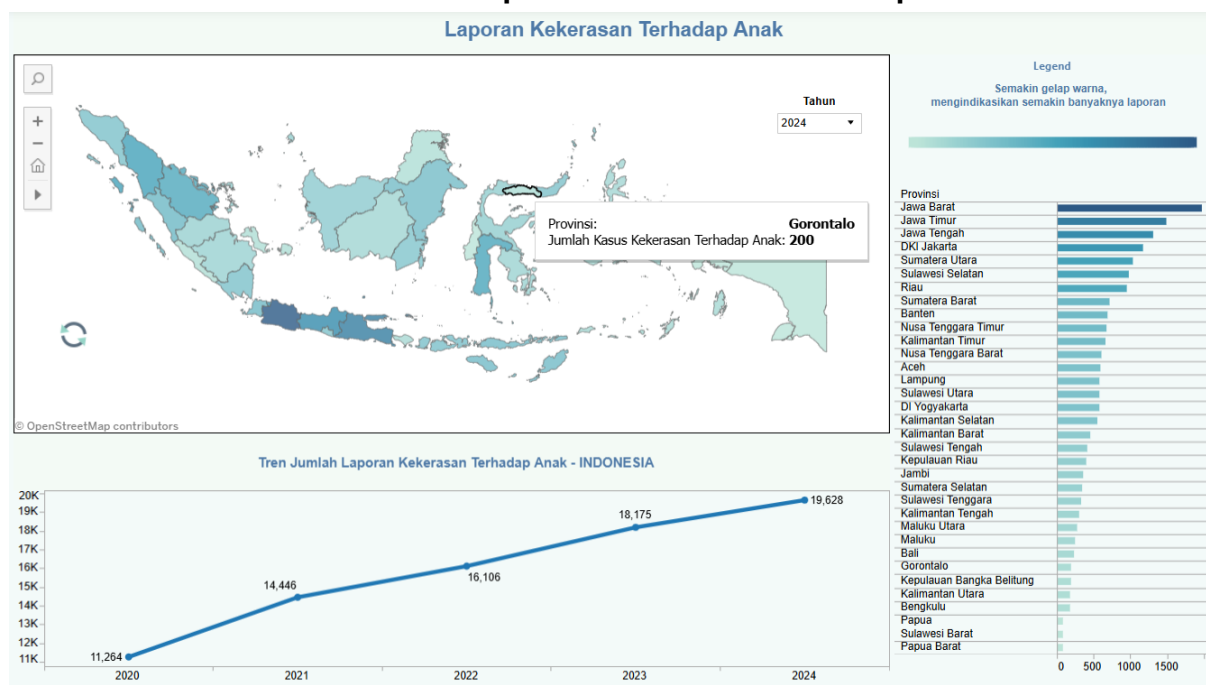 Laporan Kekerasan Terhadap Anak
Tahun
2024
Provinsi: Gorontalo
Jumlah Kasus Kekerasan Terhadap Anak: 200
© OpenStreetMap contributors
Legend
Semakin gelap warna,
mengindikasikan semakin banyaknya laporan
Provinsi
Jawa Barat
Jawa Timur
Jawa Tengah
DKI Jakarta
Sumatera Utara
Sulawesi Selatan
Riau
Sumatera Barat
Banten
Nusa Tenggara Timur
Kalimantan Timur
Nusa Tenggara Barat
Aceh
Lampung
Sulawesi Utara
DI Yogyakarta
Kalimantan Selatan
Kalimantan Barat
Sulawesi Tengah
Kepulauan Riau
Jambi
Sumatera Selatan
Sulawesi Tenggara
Kalimantan Tengah
Maluku Utara
Maluku
Bali
Gorontalo
Kepulauan Bangka Belitung
Kalimantan Utara
Bengkulu
Papua
Sulawesi Barat
Papua Barat
0 500 1000 1500
Tren Jumlah Laporan Kekerasan Terhadap Anak - INDONESIA
20K
19K
18K
17K
16K
15K
14K
13K
12K
11K
11,264
14,446
16,106
18,175
19,628
2020 2021 2022 2023 2024